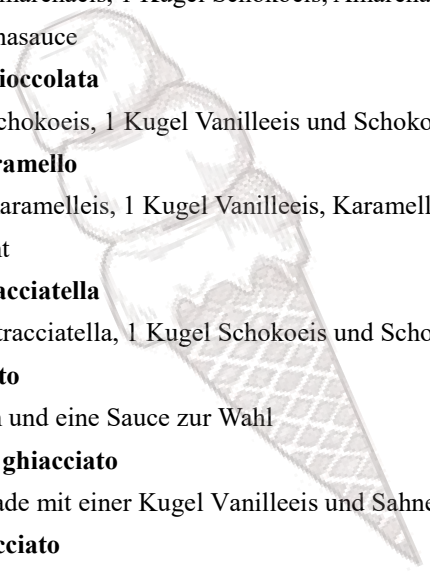 marenaeis, 1 Kugel Schokoeis, Amarena
nasauce
ioccolata
chokoeis, 1 Kugel Vanilleeis und Schoko
ramello
aramelleis, 1 Kugel Vanilleeis, Karamell
t
acciatella
tracciatella, 1 Kugel Schokoeis und Scho
to
und eine Sauce zur Wahl
ghiacciato
ade mit einer Kugel Vanilleeis und Sahne
cciato